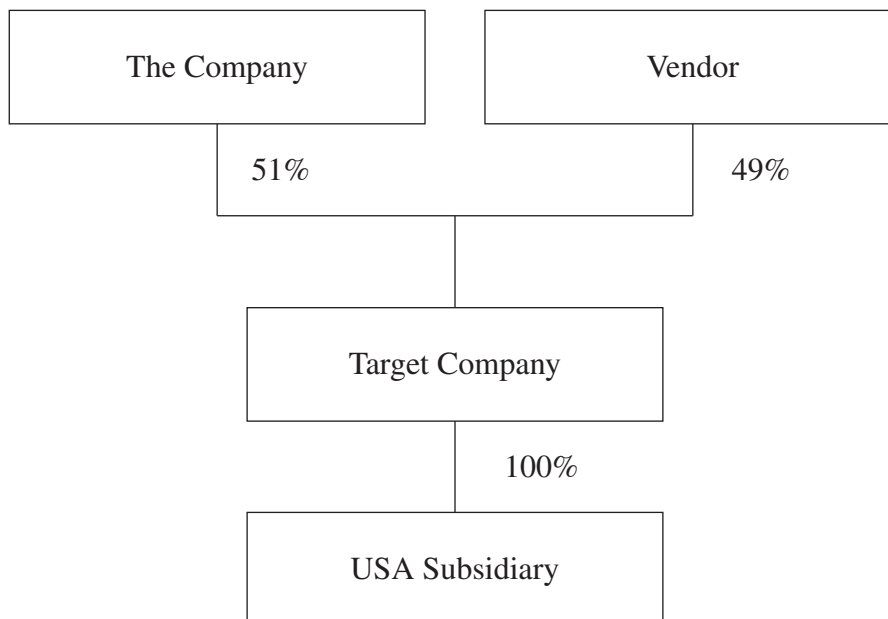 The Company
Vendor
51%
49%
Target Company
100%
USA Subsidiary